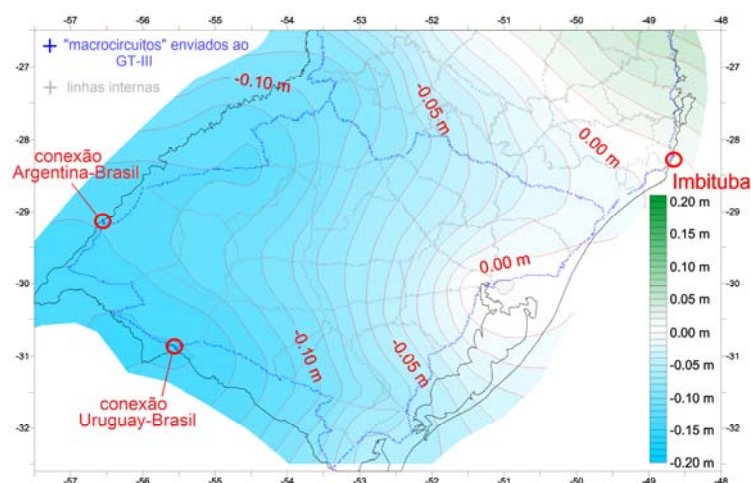 -57 -56 -55 -54 -53 -52 -51 -50 -49 -48
-27
-28
-29
-30
-31
-32
"macrocircuitos" enviados ao
GT-III
linhas internas
-0.10 m
-0.05 m
0.00 m
conexão
Argentina-Brasil
Imbituba
0.00 m
-0.10 m
-0.05 m
conexão
Uruguay-Brasil
0.20 m
0.15 m
0.10 m
0.05 m
0.00 m
-0.05 m
-0.10 m
-0.15 m
-0.20 m
-27
-28
-29
-30
-31
-32
-57 -56 -55 -54 -53 -52 -51 -50 -49 -48